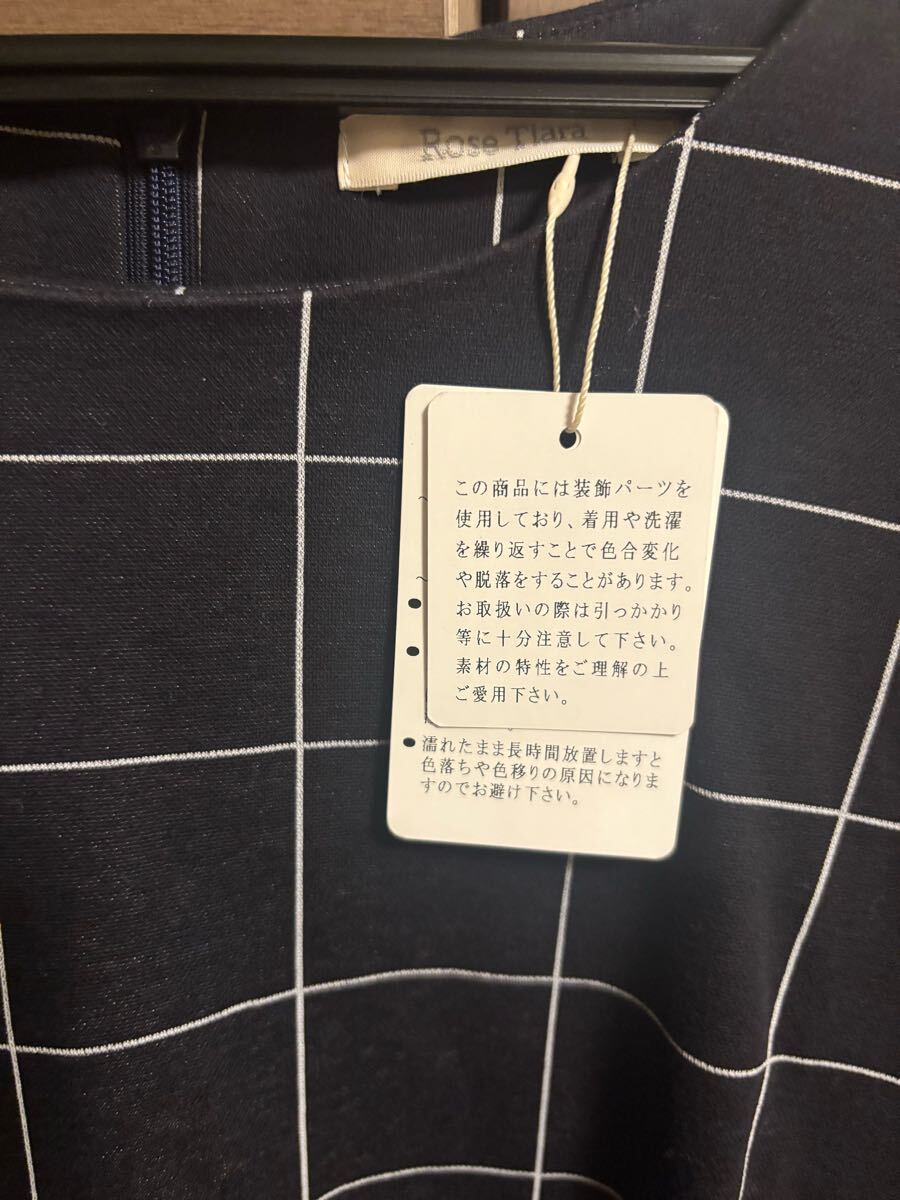 Rose Tiara
この商品には装飾パーツを
使用しており、着用や洗濯
を繰り返すことで色合変化
や脱落をすることがあります。
お取扱いの際は引っかかり
等に十分注意して下さい。
素材の特性をご理解の上
ご愛用下さい。
● 濡れたまま長時間放置しますと
色落ちや色移りの原因になりま
すのでお避け下さい。